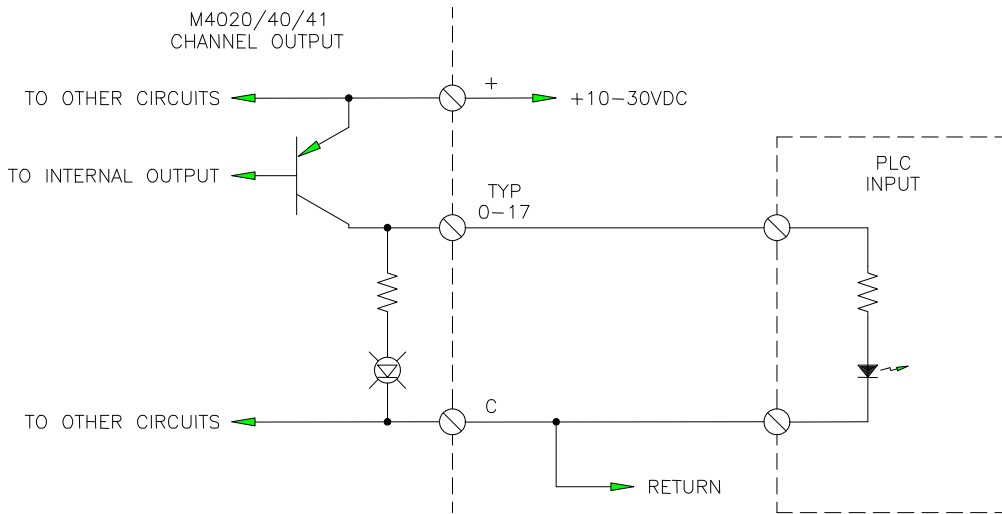 M4020/40/41
CHANNEL OUTPUT
TO OTHER CIRCUITS
+
+10-30VDC
TO INTERNAL OUTPUT
PLC
INPUT
TYP
0-17
TO OTHER CIRCUITS
C
RETURN